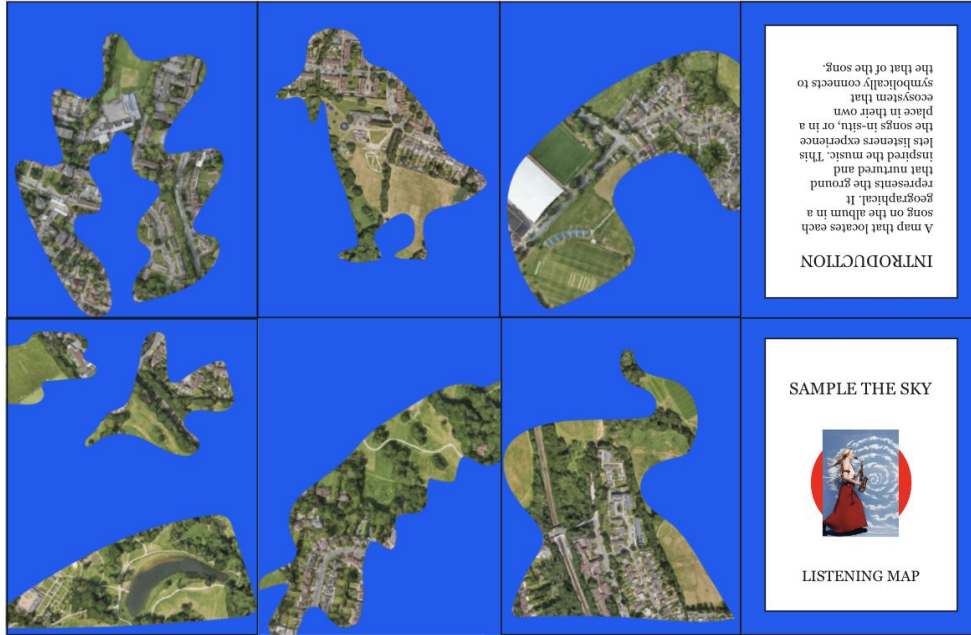 INTRODUCTION
A map that locates each
song on the album in a
geographical. It
represents the ground
that nurtured and
inspired the music. This
lets listeners experience
the songs in-situ, or in a
place in their own
ecosystem that
symbolically connects to
the that of the song.
SAMPLE THE SKY
LISTENING MAP